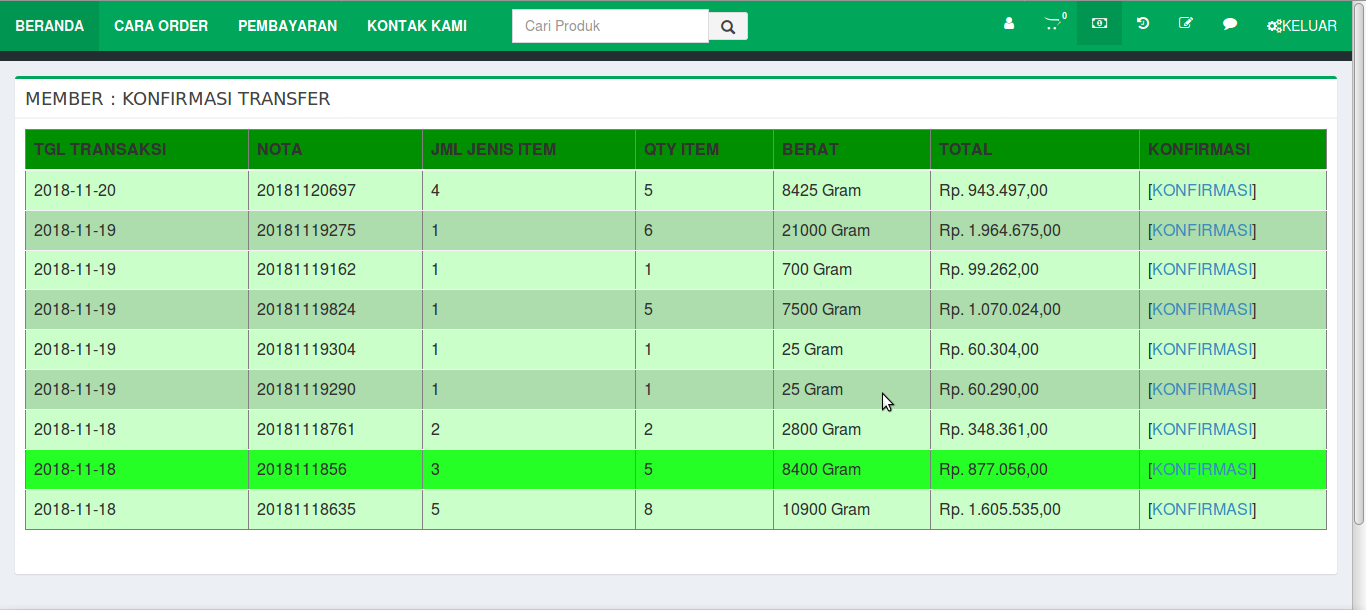 BERANDA CARA ORDER PEMBAYARAN KONTAK KAMI Cari Produk 0 KELUAR
MEMBER : KONFIRMASI TRANSFER
TGL TRANSAKSI NOTA JML JENIS ITEM QTY ITEM BERAT TOTAL KONFIRMASI
2018-11-20 20181120697 4 5 8425 Gram Rp. 943.497,00 [KONFIRMASI]
2018-11-19 20181119275 1 6 21000 Gram Rp. 1.964.675,00 [KONFIRMASI]
2018-11-19 20181119162 1 1 700 Gram Rp. 99.262,00 [KONFIRMASI]
2018-11-19 20181119824 1 5 7500 Gram Rp. 1.070.024,00 [KONFIRMASI]
2018-11-19 20181119304 1 1 25 Gram Rp. 60.304,00 [KONFIRMASI]
2018-11-19 20181119290 1 1 25 Gram Rp. 60.290,00 [KONFIRMASI]
2018-11-18 20181118761 2 2 2800 Gram Rp. 348.361,00 [KONFIRMASI]
2018-11-18 2018111856 3 5 8400 Gram Rp. 877.056,00 [KONFIRMASI]
2018-11-18 20181118635 5 8 10900 Gram Rp. 1.605.535,00 [KONFIRMASI]